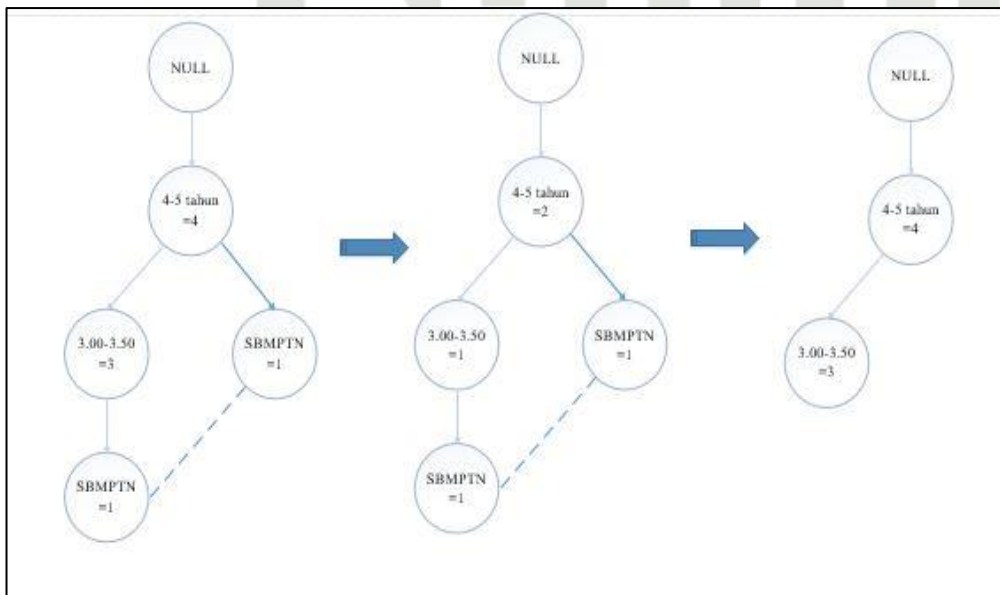 NULL
4-5 tahun
=4
3.00-3.50
=3
SBMPTN
=1
SBMPTN
=1
NULL
4-5 tahun
=2
3.00-3.50
=1
SBMPTN
=1
SBMPTN
=1
NULL
4-5 tahun
=4
3.00-3.50
=3